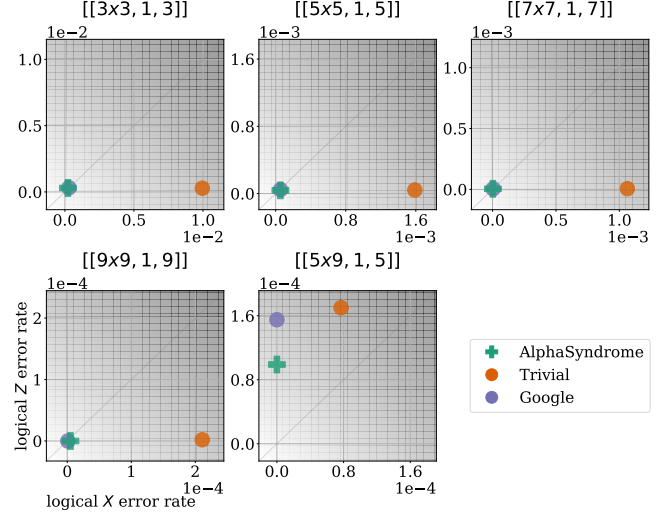 [[3x3, 1, 3]]
[[5x5, 1, 5]]
[[7x7, 1, 7]]
1e−2
1e−3
1e−3
1.0
0.5
0.0
1.6
0.8
0.0
1.0
0.5
0.0
0.0 0.5 1.0
0.0 0.8 1.6
0.0 0.5 1.0
1e−2
1e−3
1e−3
[[9x9, 1, 9]]
[[5x9, 1, 5]]
1e−4
1e−4
logical Z error rate
2
1
0
1.6
0.8
0.0
0 1 2
0.0 0.8 1.6
1e−4
1e−4
logical X error rate
AlphaSyndrome
Trivial
Google